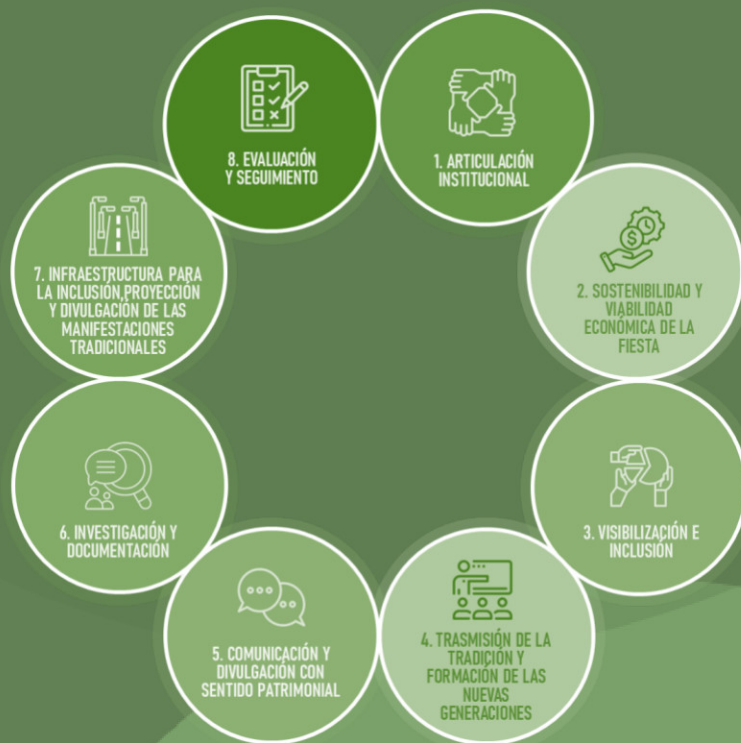 1. ARTICULACIÓN
INSTITUCIONAL
2. SOSTENIBILIDAD Y
VIABILIDAD
ECONÓMICA DE LA
FIESTA
3. VISIBILIZACIÓN E
INCLUSIÓN
4. TRASMISIÓN DE LA
TRADICIÓN Y
FORMACIÓN DE LAS
NUEVAS
GENERACIONES
5. COMUNICACIÓN Y
DIVULGACIÓN CON
SENTIDO PATRIMONIAL
6. INVESTIGACIÓN Y
DOCUMENTACIÓN
7. INFRAESTRUCTURA PARA
LA INCLUSIÓN,PROYECCIÓN
Y DIVULGACIÓN DE LAS
MANIFESTACIONES
TRADICIONALES
8. EVALUACIÓN
Y SEGUIMIENTO